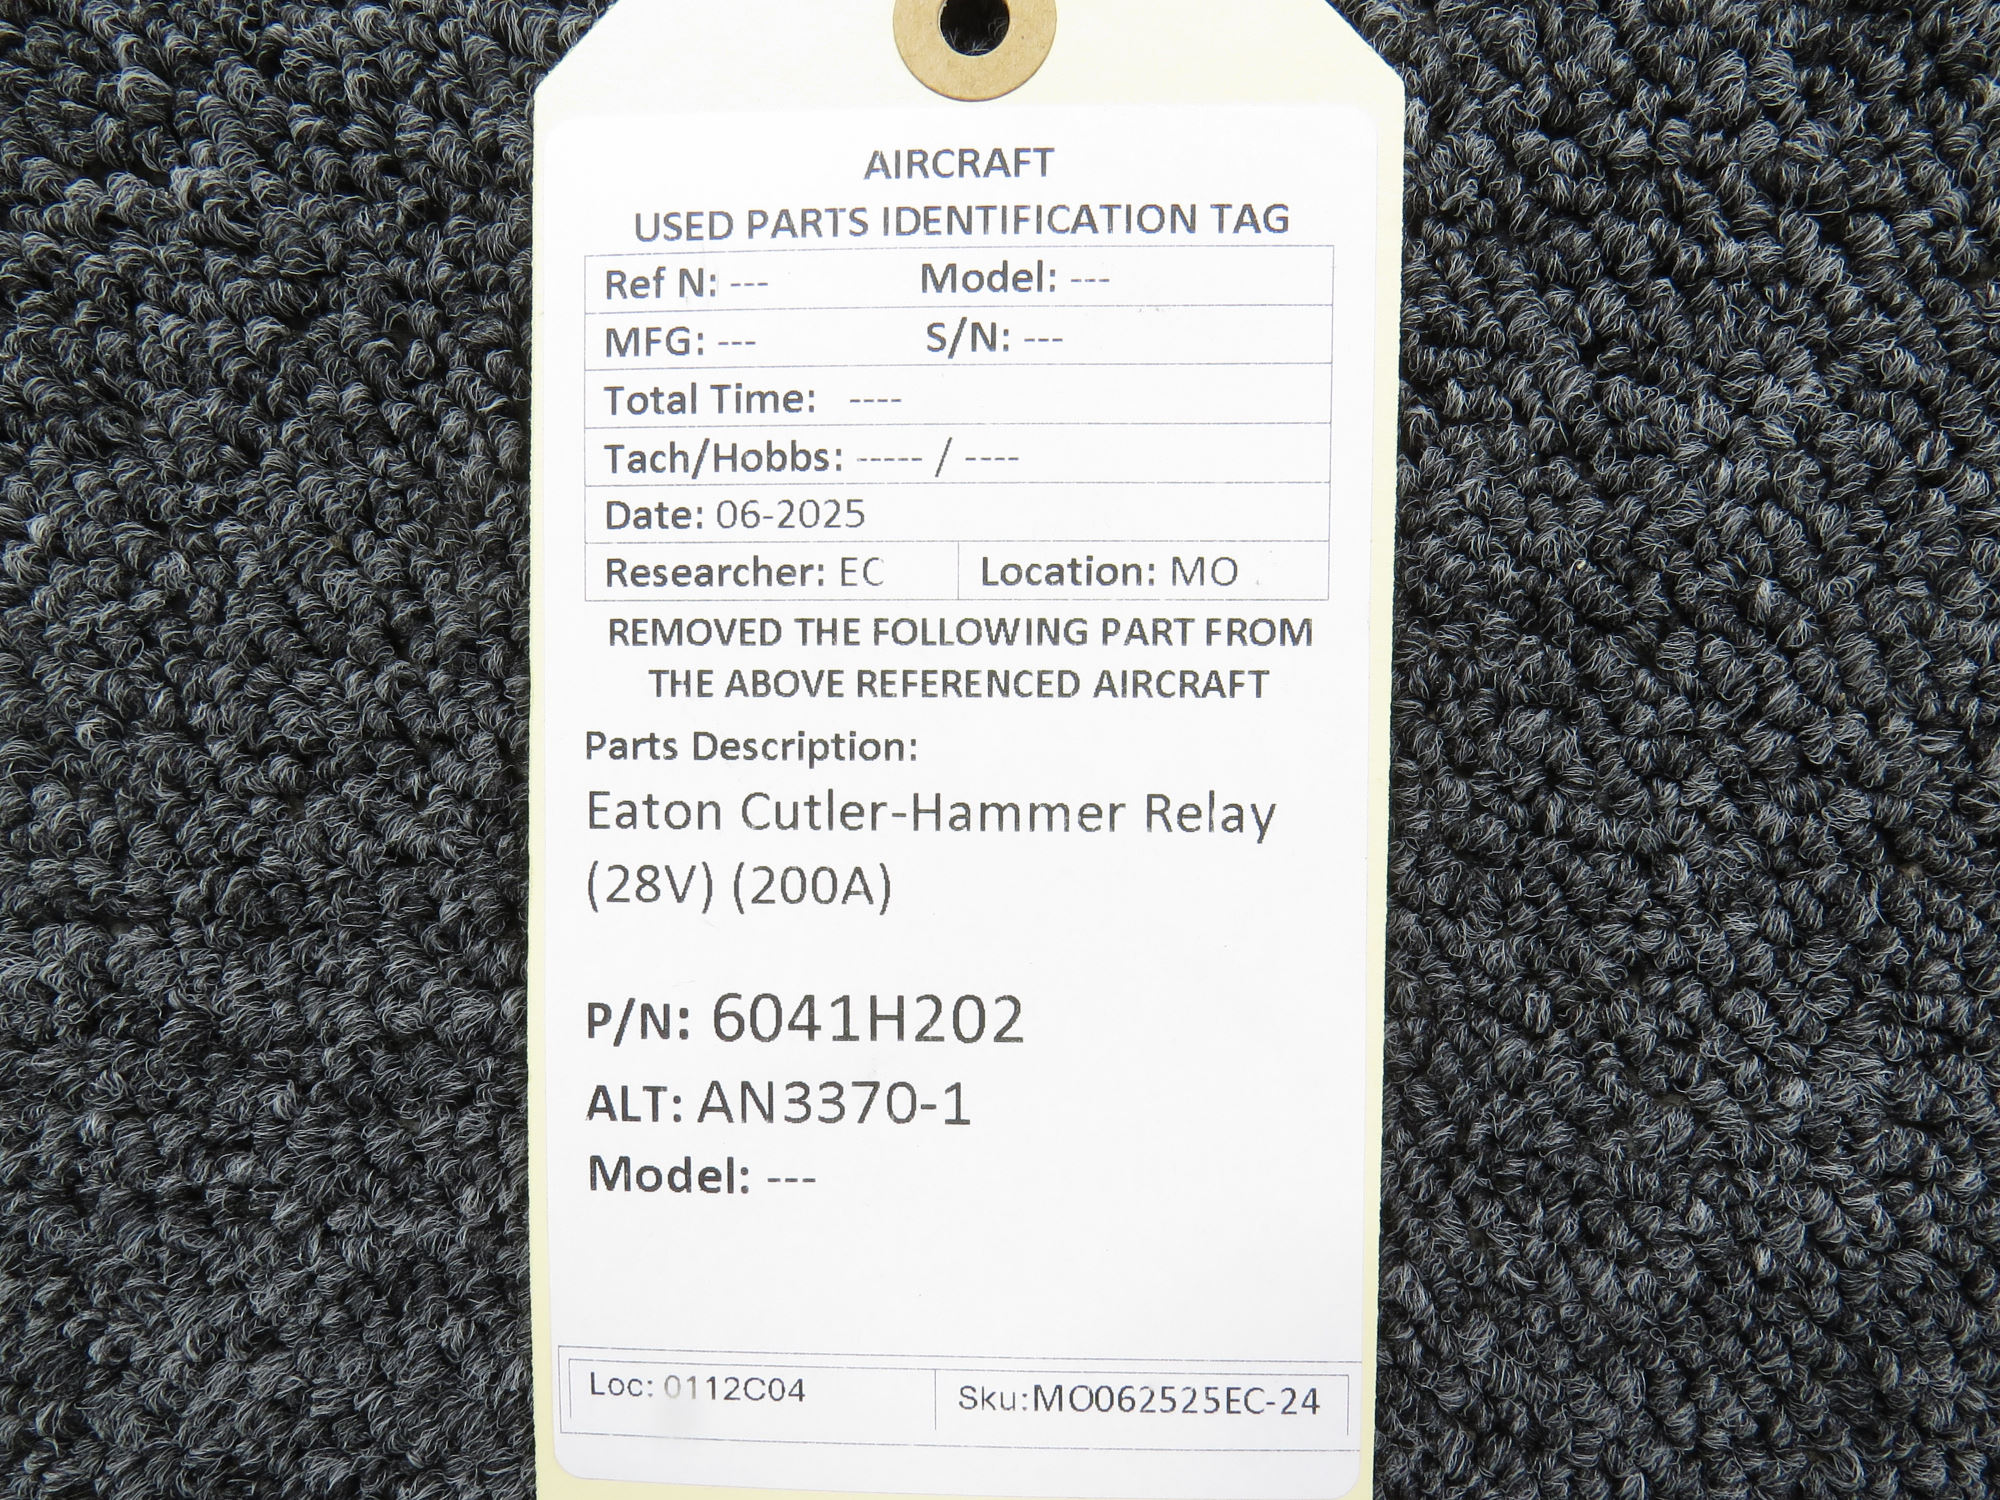 AIRCRAFT
USED PARTS IDENTIFICATION TAG
Ref N: --- Model: ---
MFG: --- S/N: ---
Total Time: ----
Tach/Hobbs: ----- / ----
Date: 06-2025
Researcher: EC Location: MO
REMOVED THE FOLLOWING PART FROM
THE ABOVE REFERENCED AIRCRAFT
Parts Description:
Eaton Cutler-Hammer Relay
(28V) (200A)
P/N: 6041H202
ALT: AN3370-1
Model: ---
Loc: 0112C04 Sku:MO062525EC-24